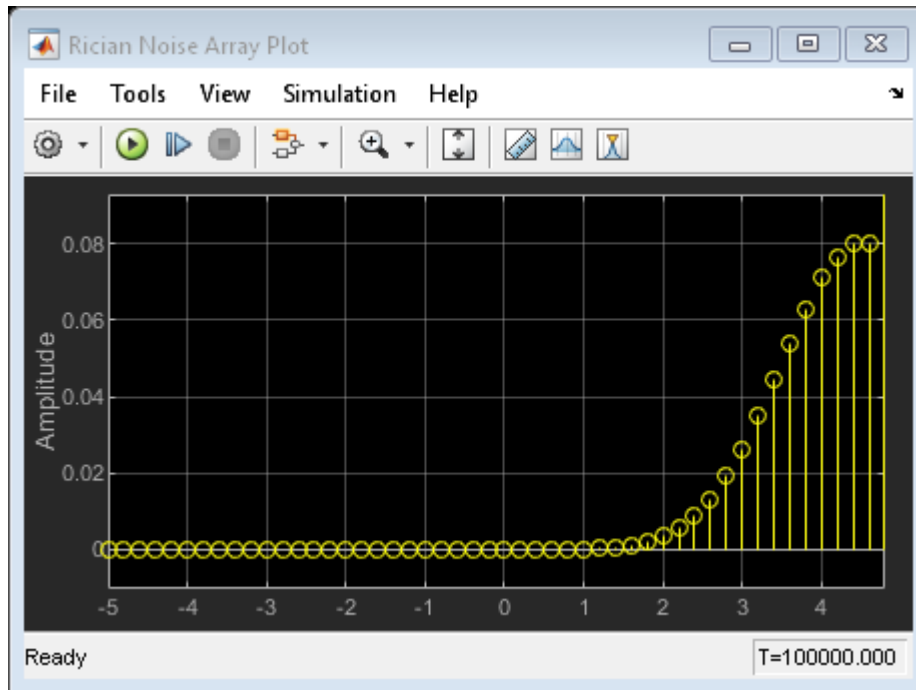 Rician Noise Array Plot
File Tools View Simulation Help
0.08
0.06
0.04
0.02
0
Amplitude
-5 -4 -3 -2 -1 0 1 2 3 4
Ready T=100000.000